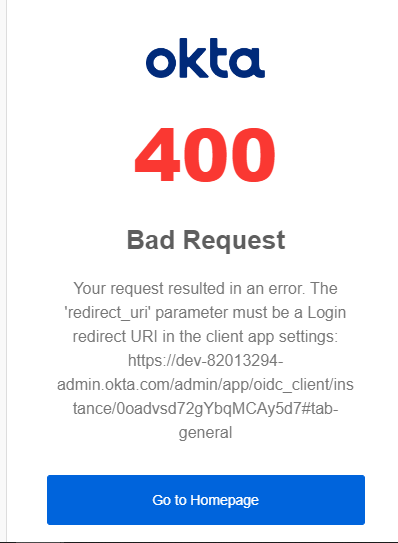 okta
400
Bad Request
Your request resulted in an error. The
'redirect_uri' parameter must be a Login
redirect URI in the client app settings:
https://dev-82013294-
admin.okta.com/admin/app/oidc_client/ins
tance/0oadvsd72gYbqMCAy5d7#tab-
general
Go to Homepage